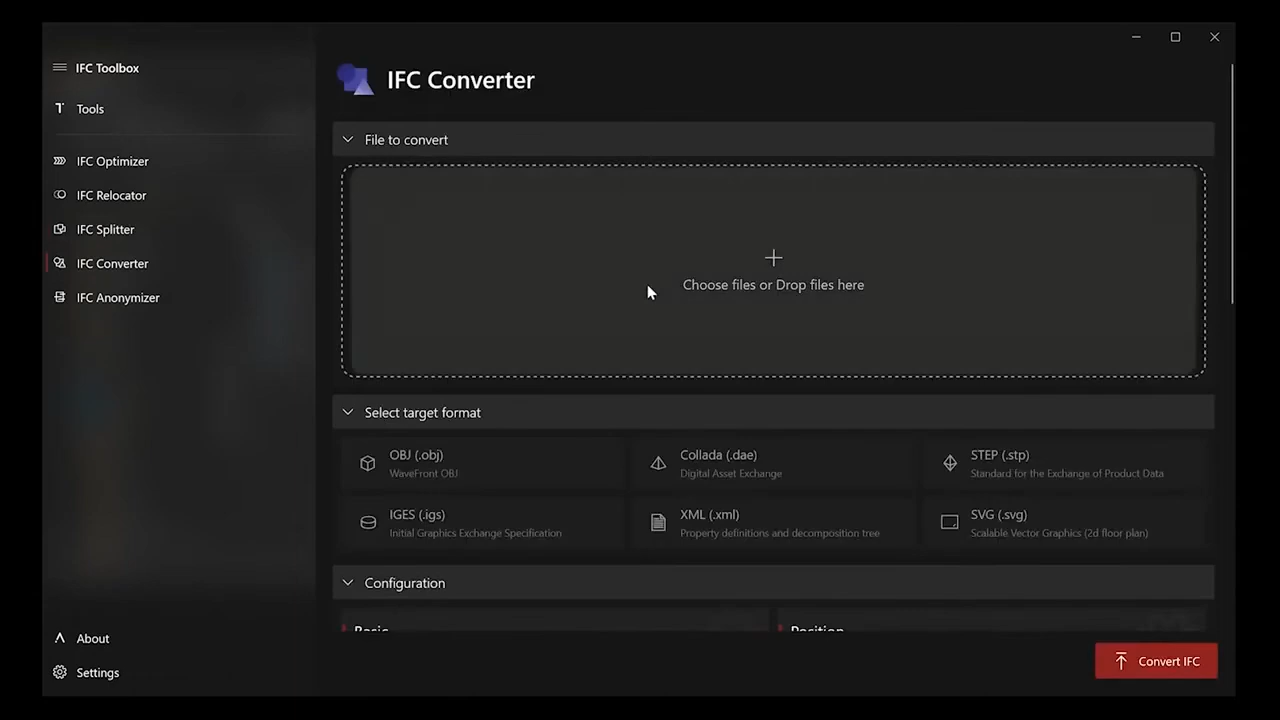 IFC Toolbox
Tools
IFC Optimizer
IFC Relocator
IFC Splitter
IFC Converter
IFC Anonymizer
About
Settings
IFC Converter
File to convert
Choose files or Drop files here
Select target format
OBJ (.obj)
WaveFront OBJ
Collada (.dae)
Digital Asset Exchange
STEP (.stp)
Standard for the Exchange of Product Data
IGES (.igs)
Initial Graphics Exchange Specification
XML (.xml)
Property definitions and decomposition tree
SVG (.svg)
Scalable Vector Graphics (2d floor plan)
Configuration
Basic
Position
Convert IFC